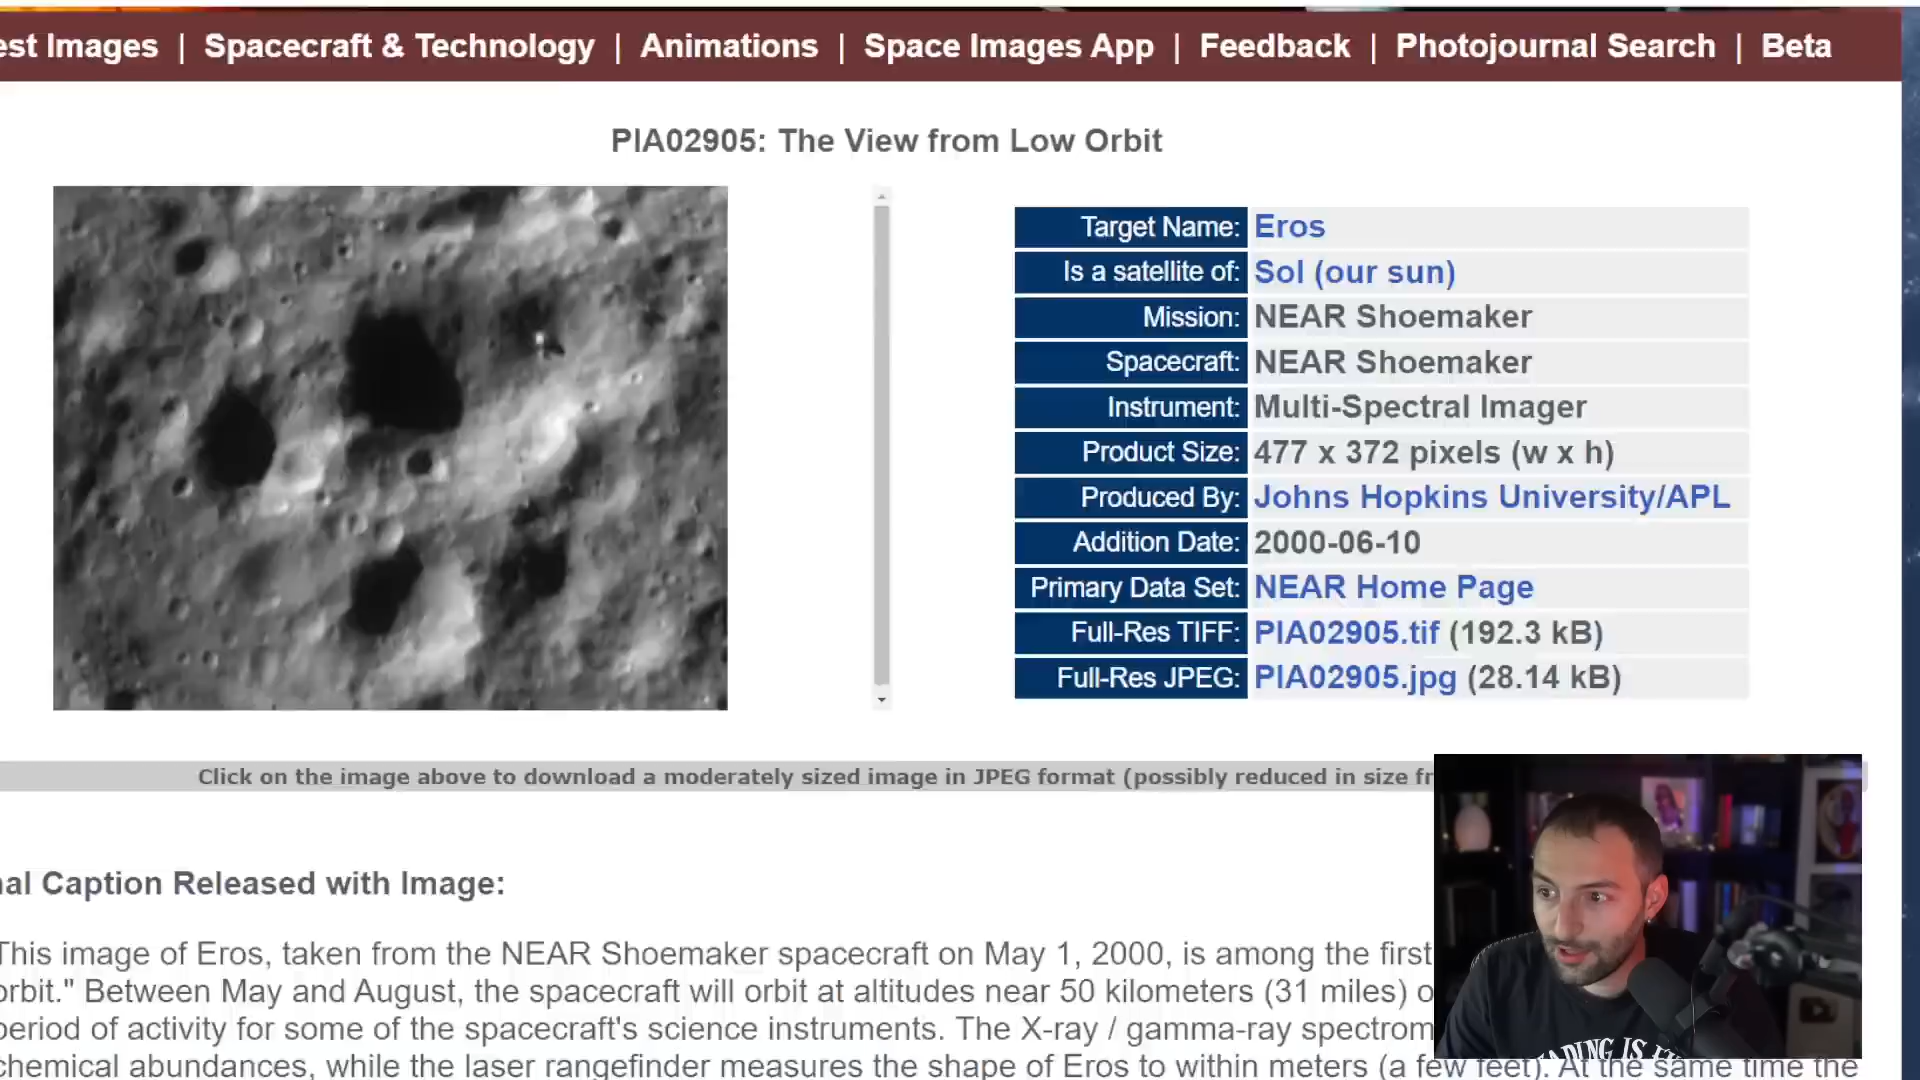 est Images | Spacecraft & Technology | Animations | Space Images App | Feedback | Photojournal Search | Beta
PIA02905: The View from Low Orbit
Target Name: Eros
Is a satellite of: Sol (our sun)
Mission: NEAR Shoemaker
Spacecraft: NEAR Shoemaker
Instrument: Multi-Spectral Imager
Product Size: 477 x 372 pixels (w x h)
Produced By: Johns Hopkins University/APL
Addition Date: 2000-06-10
Primary Data Set: NEAR Home Page
Full-Res TIFF: PIA02905.tif (192.3 kB)
Full-Res JPEG: PIA02905.jpg (28.14 kB)
Click on the image above to download a moderately sized image in JPEG format (possibly reduced in size fr
al Caption Released with Image:
This image of Eros, taken from the NEAR Shoemaker spacecraft on May 1, 2000, is among the first
orbit." Between May and August, the spacecraft will orbit at altitudes near 50 kilometers (31 miles) o
period of activity for some of the spacecraft's science instruments. The X-ray / gamma-ray spectrom
chemical abundances, while the laser rangefinder measures the shape of Eros to within meters (a few feet). At the same time the
ADING IS